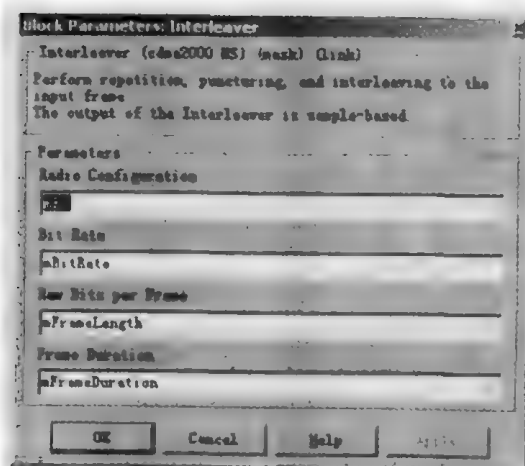 Block Parameters: Interleaver
Interleaver (cdma2000 MS) (mask) (link)
Perform repetition, puncturing, and interleaving to the
input frame
The output of the Interleaver is sample-based
Parameters
Radio Configuration
Bit Rate
mBitRate
Raw Bits per Frame
mFrameLength
Frame Duration
mFrameDuration
OK
Cancel
Help
Apply